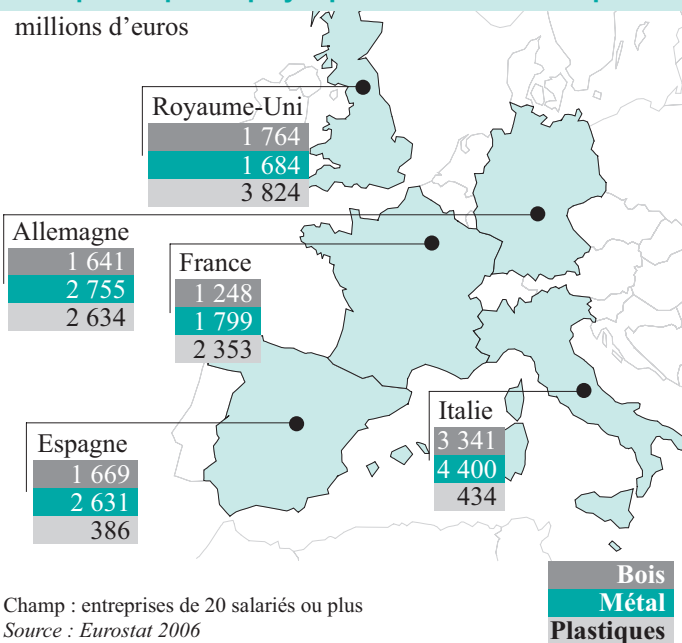 millions d’euros
Royaume-Uni
1 764
1 684
3 824
Allemagne
1 641
2 755
2 634
France
1 248
1 799
2 353
Espagne
1 669
2 631
386
Italie
3 341
4 400
434
Bois
Métal
Plastiques
Champ : entreprises de 20 salariés ou plus
Source : Eurostat 2006